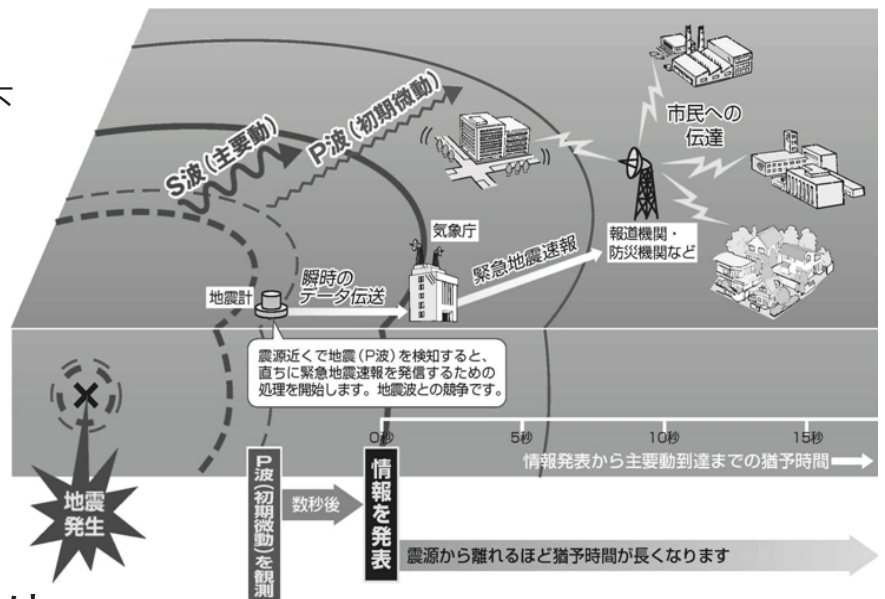 S波(主要動)
P波(初期微動)
市民への
伝達
気象庁
報道機関・
防災機関など
緊急地震速報
瞬時の
データ伝送
地震計
震源近くで地震(P波)を検知すると、
直ちに緊急地震速報を発信するための
処理を開始します。地震波との競争です。
0秒
5秒
10秒
15秒
情報発表から主要動到達までの猶予時間
地震
発生
P波(初期微動)を観測
数秒後
情報を発表
震源から離れるほど猶予時間が長くなります